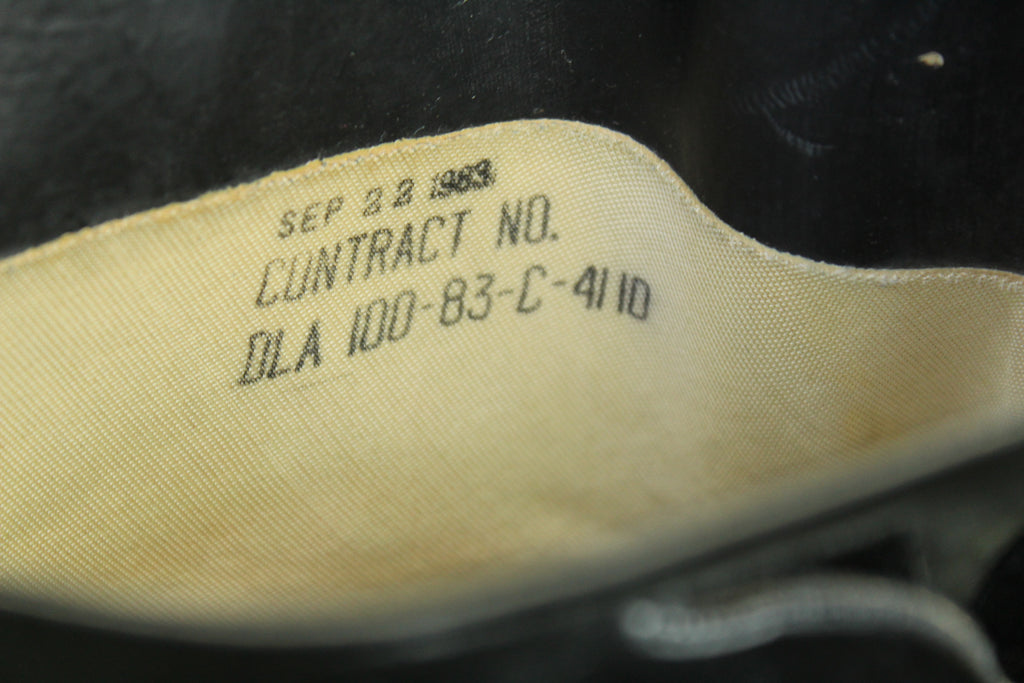 SEP 22 1983
CONTRACT NO.
DLA 100-83-C-4110